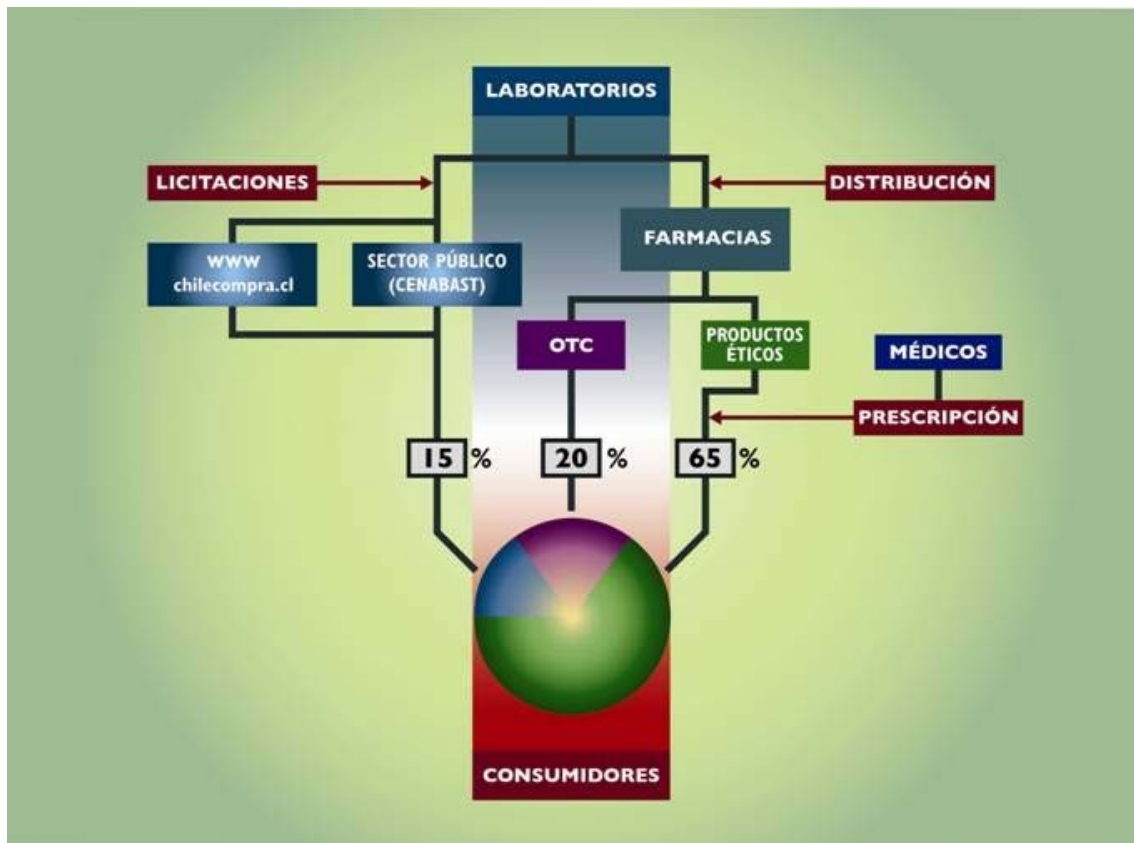 LABORATORIOS
LICITACIONES
DISTRIBUCIÓN
FARMACIAS
WWW
chilecompra.cl
SECTOR PÚBLICO
(CENABAST)
OTC
PRODUCTOS
ÉTICOS
MÉDICOS
PRESCRIPCIÓN
15 %
20 %
65 %
CONSUMIDORES